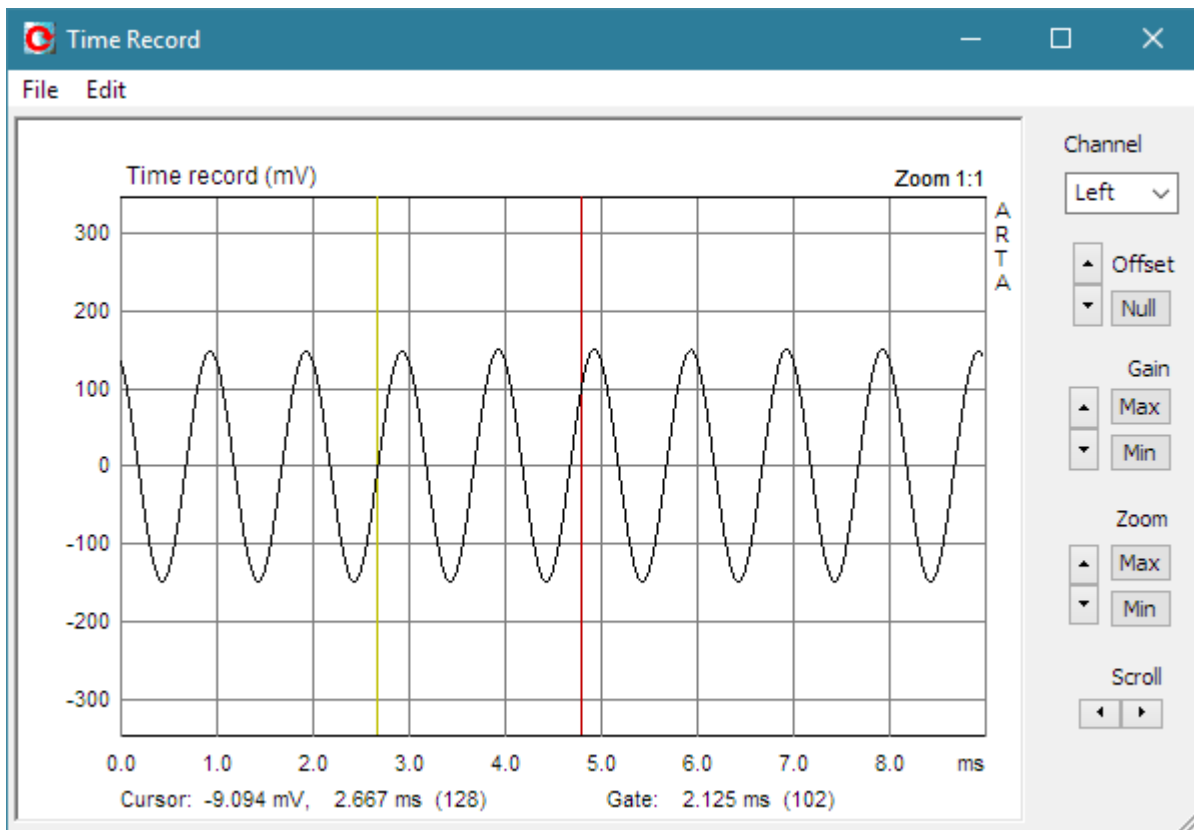 Time Record
File Edit
Time record (mV)
Zoom 1:1
A
R
T
A
300
200
100
0
-100
-200
-300
0.0 1.0 2.0 3.0 4.0 5.0 6.0 7.0 8.0 ms
Cursor: -9.094 mV, 2.667 ms (128) Gate: 2.125 ms (102)
Channel
Left
Offset
Null
Gain
Max
Min
Zoom
Max
Min
Scroll